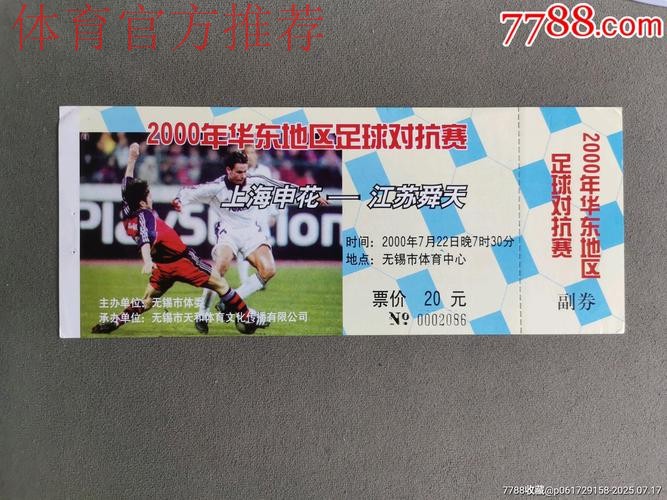 体育官方推荐
7788.com
2000年华东地区足球对抗赛
PlayStation
上海申花 — 江苏舜天
时间：2000年7月22日晚7时30分
地点：无锡市体育中心
主办单位：无锡市体委
承办单位：无锡市天和体育文化传播有限公司
票价 20 元
№ 0002086
2000年华东地区
足球对抗赛
副券
7788收藏@p061729158-2025.07.17